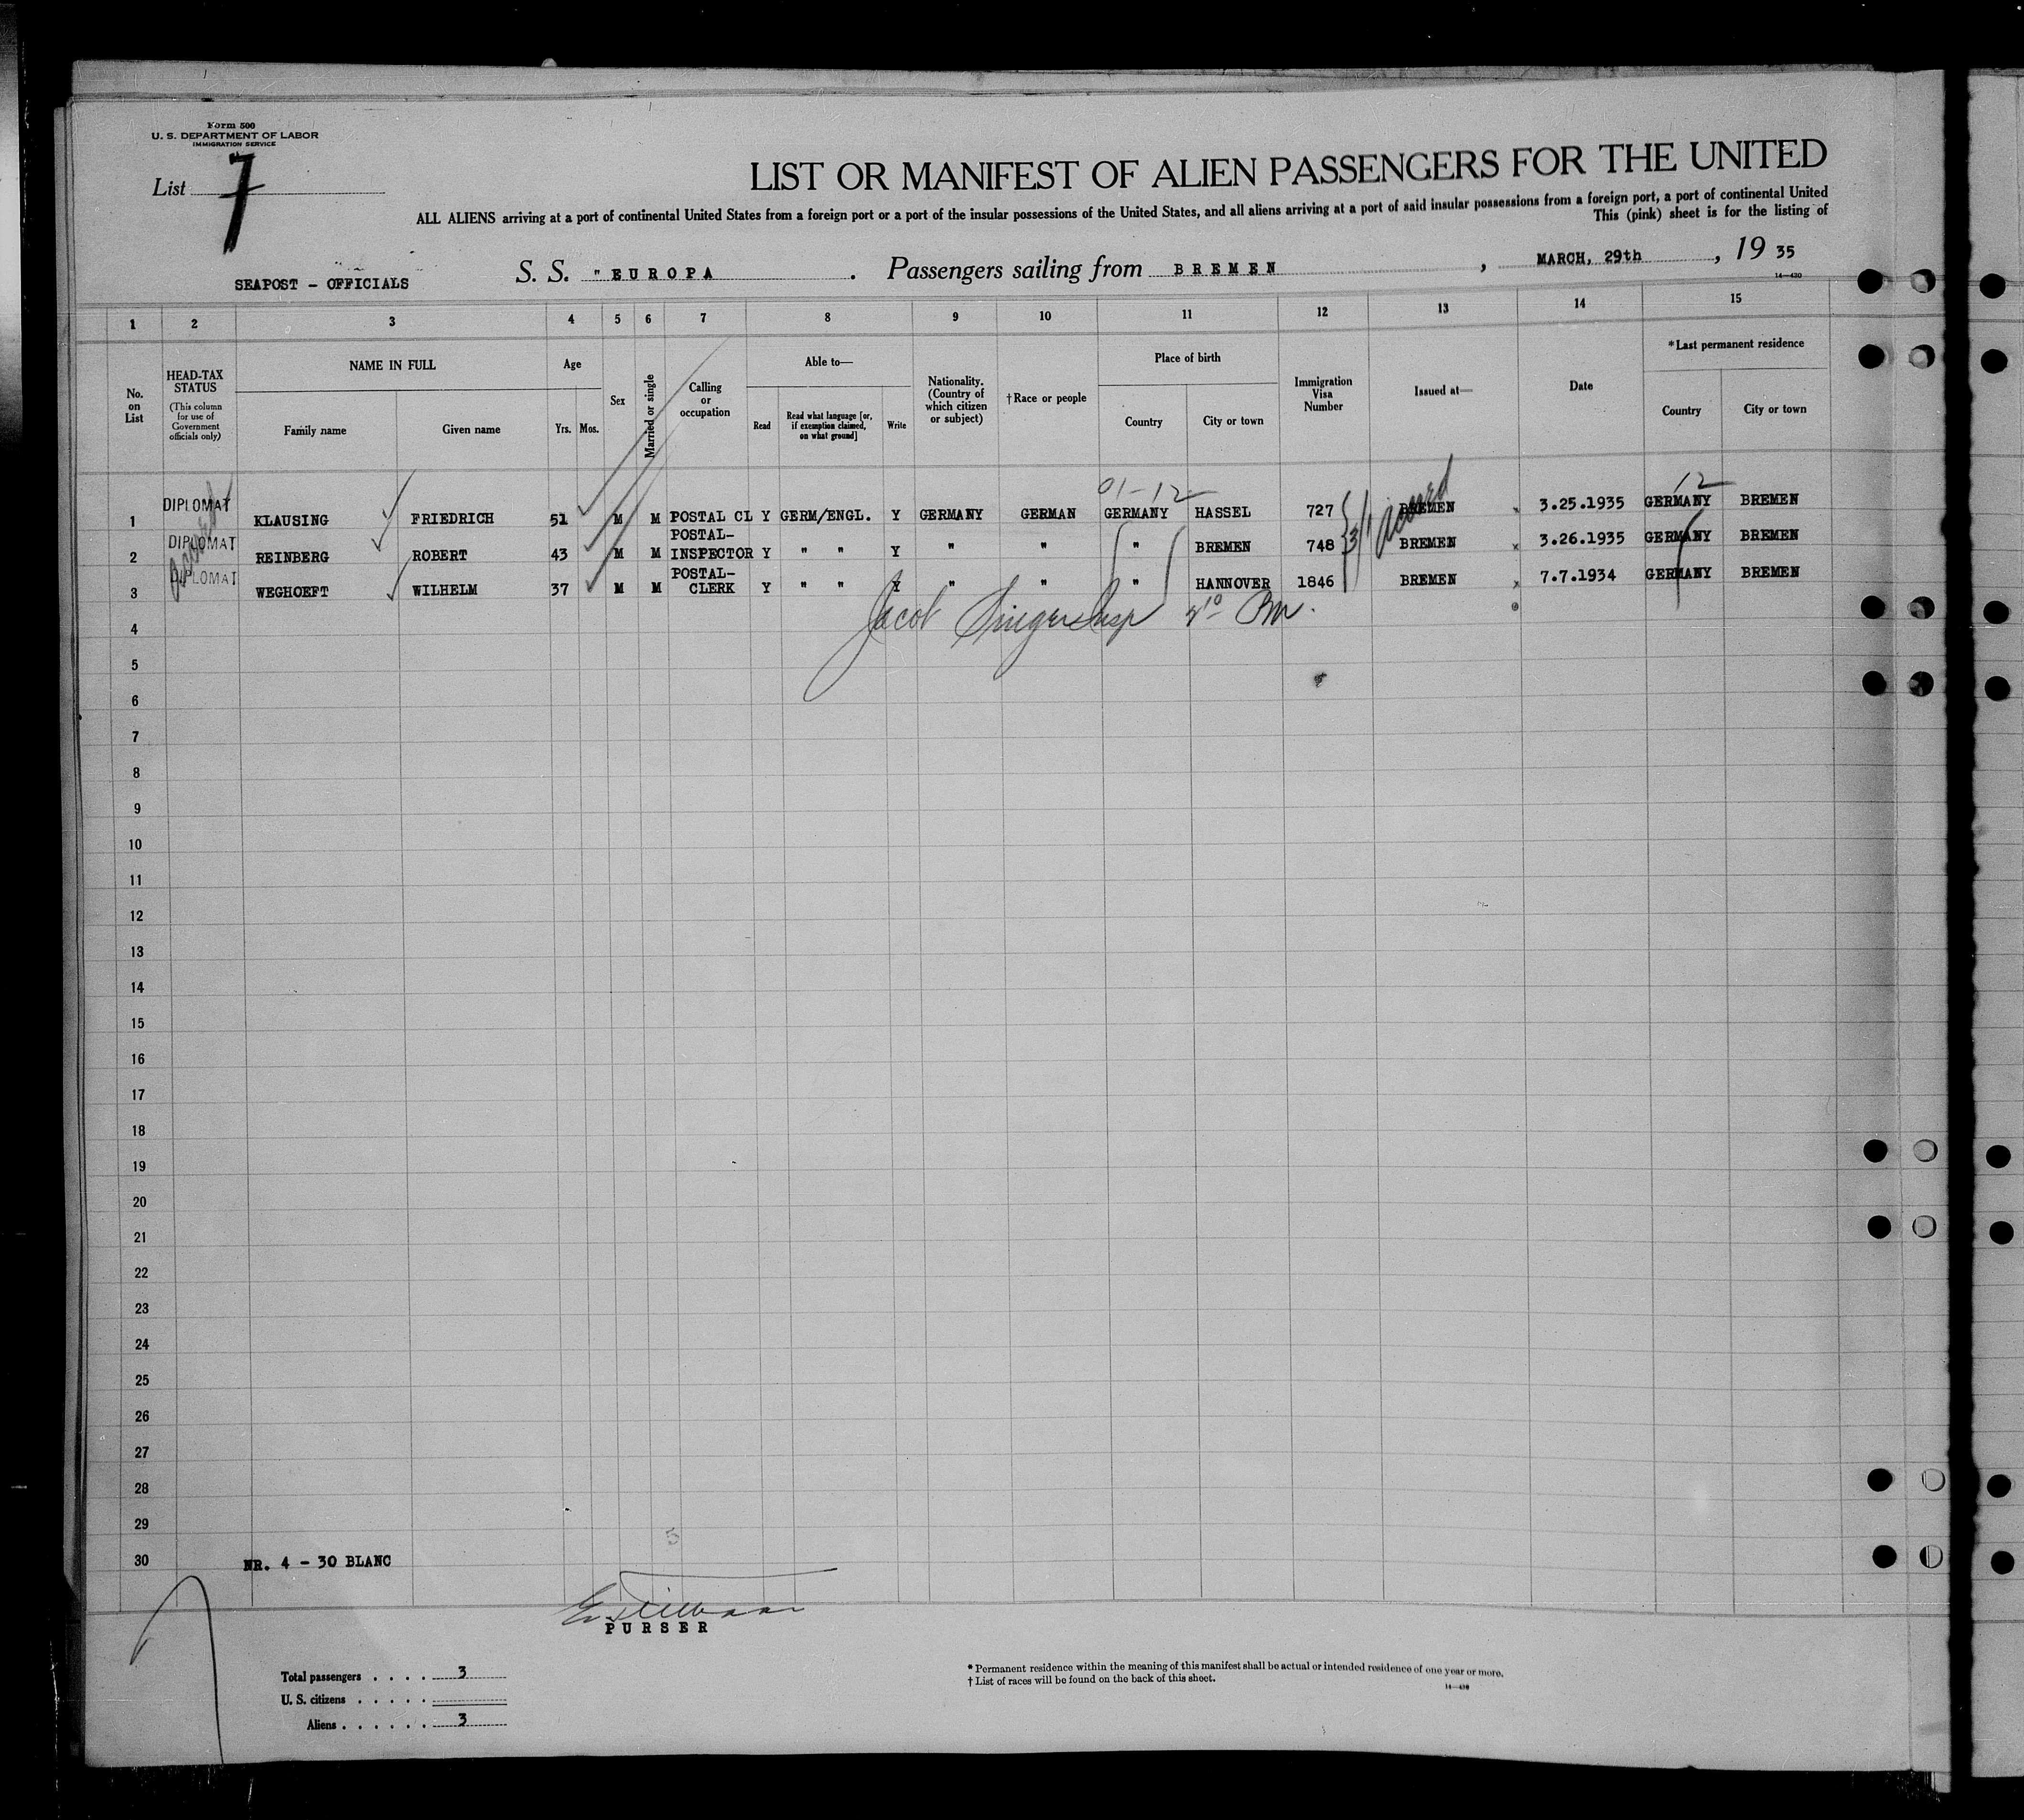 Form 500
U. S. DEPARTMENT OF LABOR
IMMIGRATION SERVICE
List 7
LIST OR MANIFEST OF ALIEN PASSENGERS FOR THE UNITED
ALL ALIENS arriving at a port of continental United States from a foreign port or a port of the insular possessions of the United States, and all aliens arriving at a port of said insular possessions from a foreign port, a port of continental United
This (pink) sheet is for the listing of
SEAPOST - OFFICIALS S. S. "EUROPA . Passengers sailing from BREMEN , MARCH, 29th , 19 35
14—430
1 2 3 4 5 6 7 8 9 10 11 12 13 14 15
No. on List
HEAD-TAX STATUS
(This column for use of Government officials only)
NAME IN FULL
Family name Given name
Age
Yrs. Mos.
Sex
Married or single
Calling or occupation
Able to—
Read
Read what language [or, if exemption claimed, on what ground]
Write
Nationality. (Country of which citizen or subject)
†Race or people
Place of birth
Country City or town
Immigration Visa Number
Issued at—
Date
*Last permanent residence
Country City or town
01-12 12
1 DIPLOMAT KLAUSING FRIEDRICH 51 M M POSTAL CL Y GERM/ENGL. Y GERMANY GERMAN GERMANY HASSEL 727 BREMEN 3.25.1935 GERMANY BREMEN
2 DIPLOMAT REINBERG ROBERT 43 M M POSTAL-INSPECTOR Y " " Y " " " BREMEN 748 BREMEN 3.26.1935 GERMANY BREMEN
3 DIPLOMAT WEGHOEFT WILHELM 37 M M POSTAL-CLERK Y " " Y " " " HANNOVER 1846 BREMEN 7.7.1934 GERMANY BREMEN
Jacob Singer Insp
4
5
6
7
8
9
10
11
12
13
14
15
16
17
18
19
20
21
22
23
24
25
26
27
28
29
30 NR. 4 - 30 BLANC
PURSER
Total passengers . . . . 3
U. S. citizens . . . . .
Aliens . . . . . . 3
* Permanent residence within the meaning of this manifest shall be actual or intended residence of one year or more.
† List of races will be found on the back of this sheet.
14—430